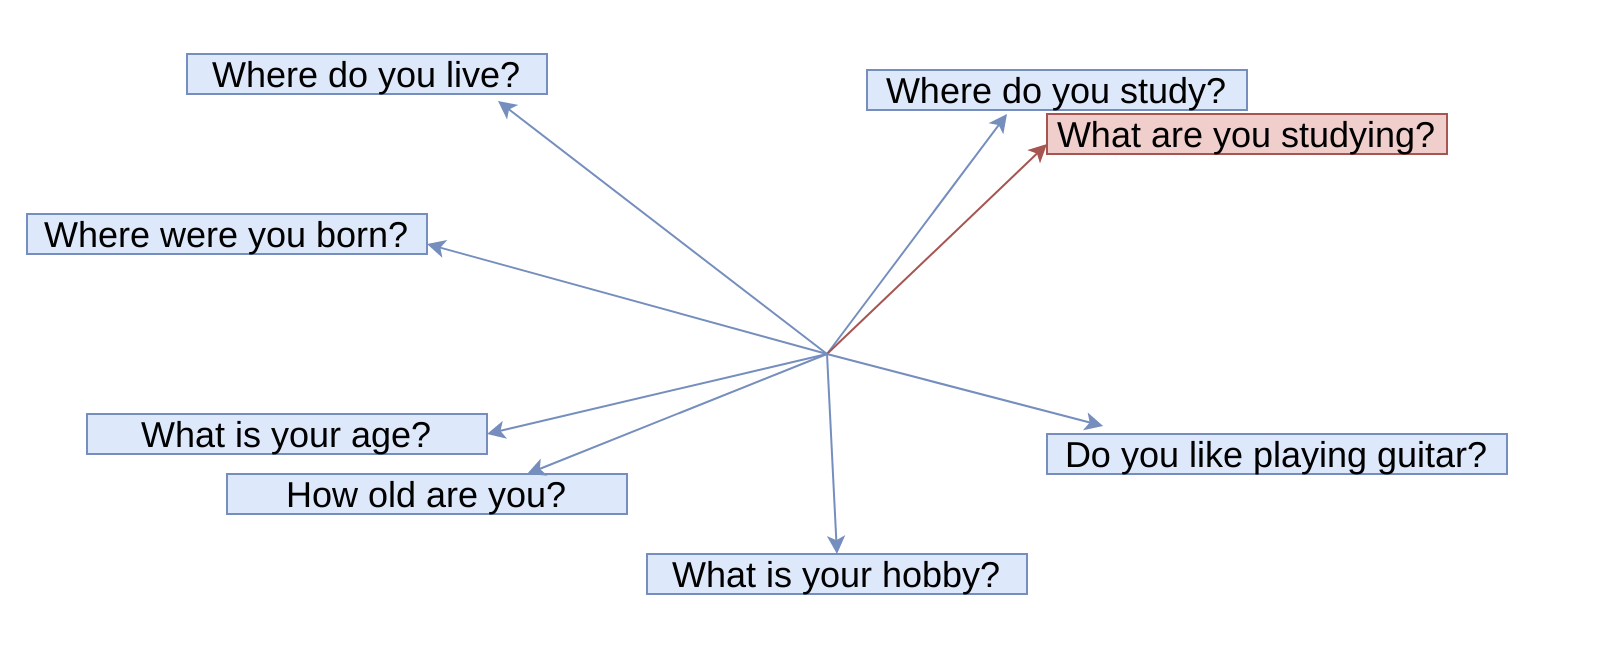 Where do you live?
Where do you study?
What are you studying?
Where were you born?
What is your age?
Do you like playing guitar?
How old are you?
What is your hobby?